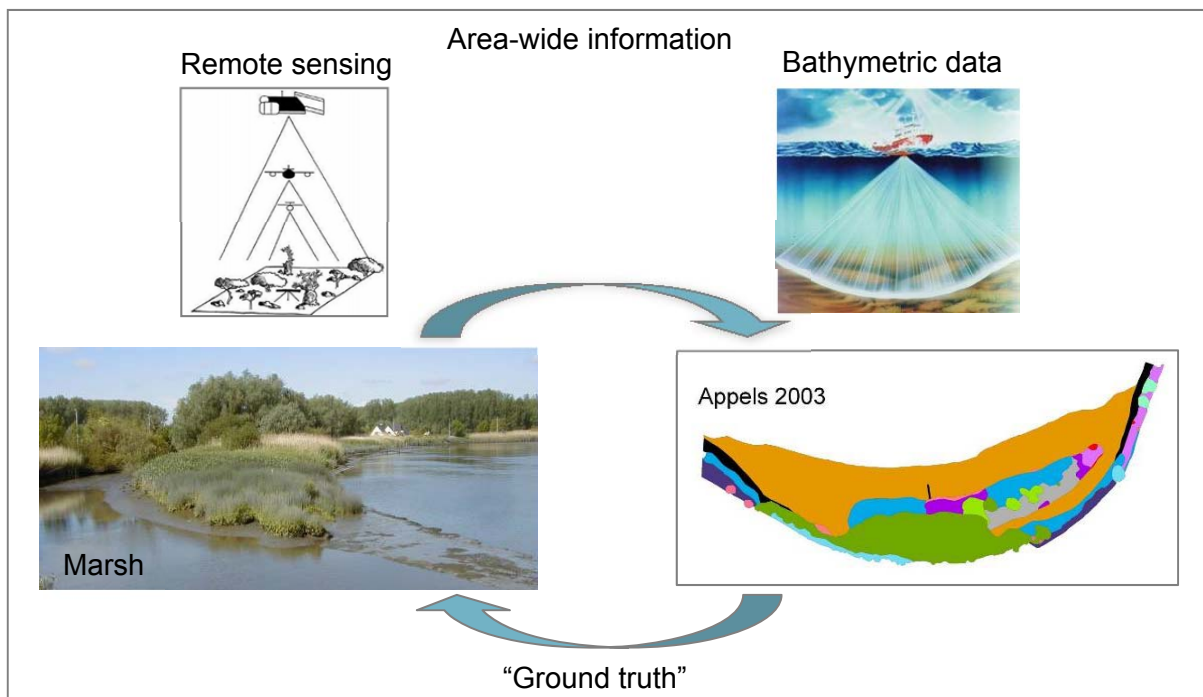 Area-wide information
Remote sensing
Bathymetric data
Appels 2003
Marsh
“Ground truth”